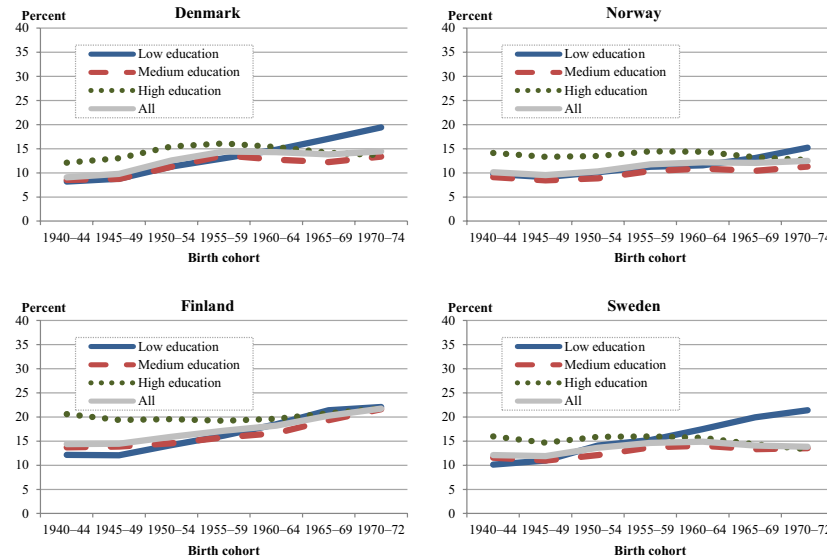 Denmark
Percent
40
35
30
25
20
15
10
5
0
Low education
Medium education
High education
All
1940–44 1945–49 1950–54 1955–59 1960–64 1965–69 1970–74
Birth cohort
Norway
Percent
40
35
30
25
20
15
10
5
0
Low education
Medium education
High education
All
1940–44 1945–49 1950–54 1955–59 1960–64 1965–69 1970–74
Birth cohort
Finland
Percent
40
35
30
25
20
15
10
5
0
Low education
Medium education
High education
All
1940–44 1945–49 1950–54 1955–59 1960–64 1965–69 1970–72
Birth cohort
Sweden
Percent
40
35
30
25
20
15
10
5
0
Low education
Medium education
High education
All
1940–44 1945–49 1950–54 1955–59 1960–64 1965–69 1970–72
Birth cohort